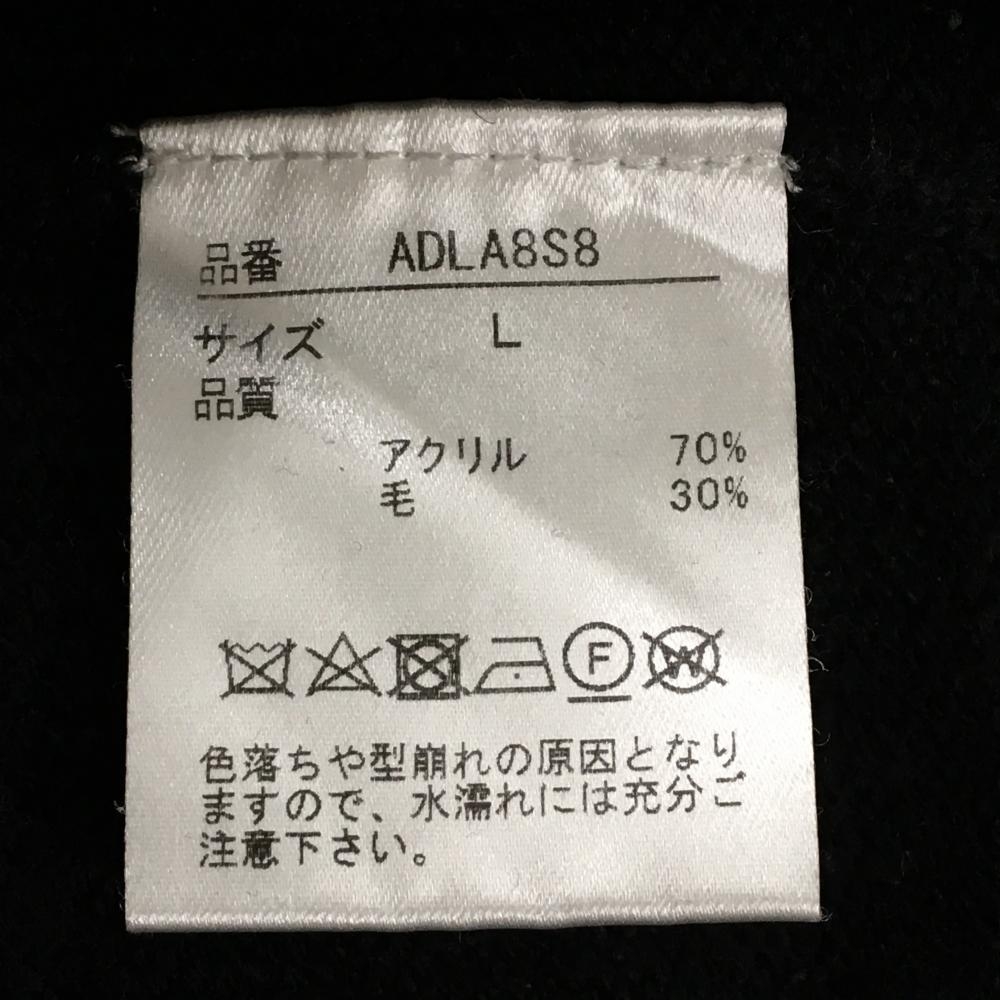 品番 ADLA8S8
サイズ L
品質
アクリル 70%
毛 30%
F W
色落ちや型崩れの原因となり
ますので、水濡れには充分ご
注意下さい。